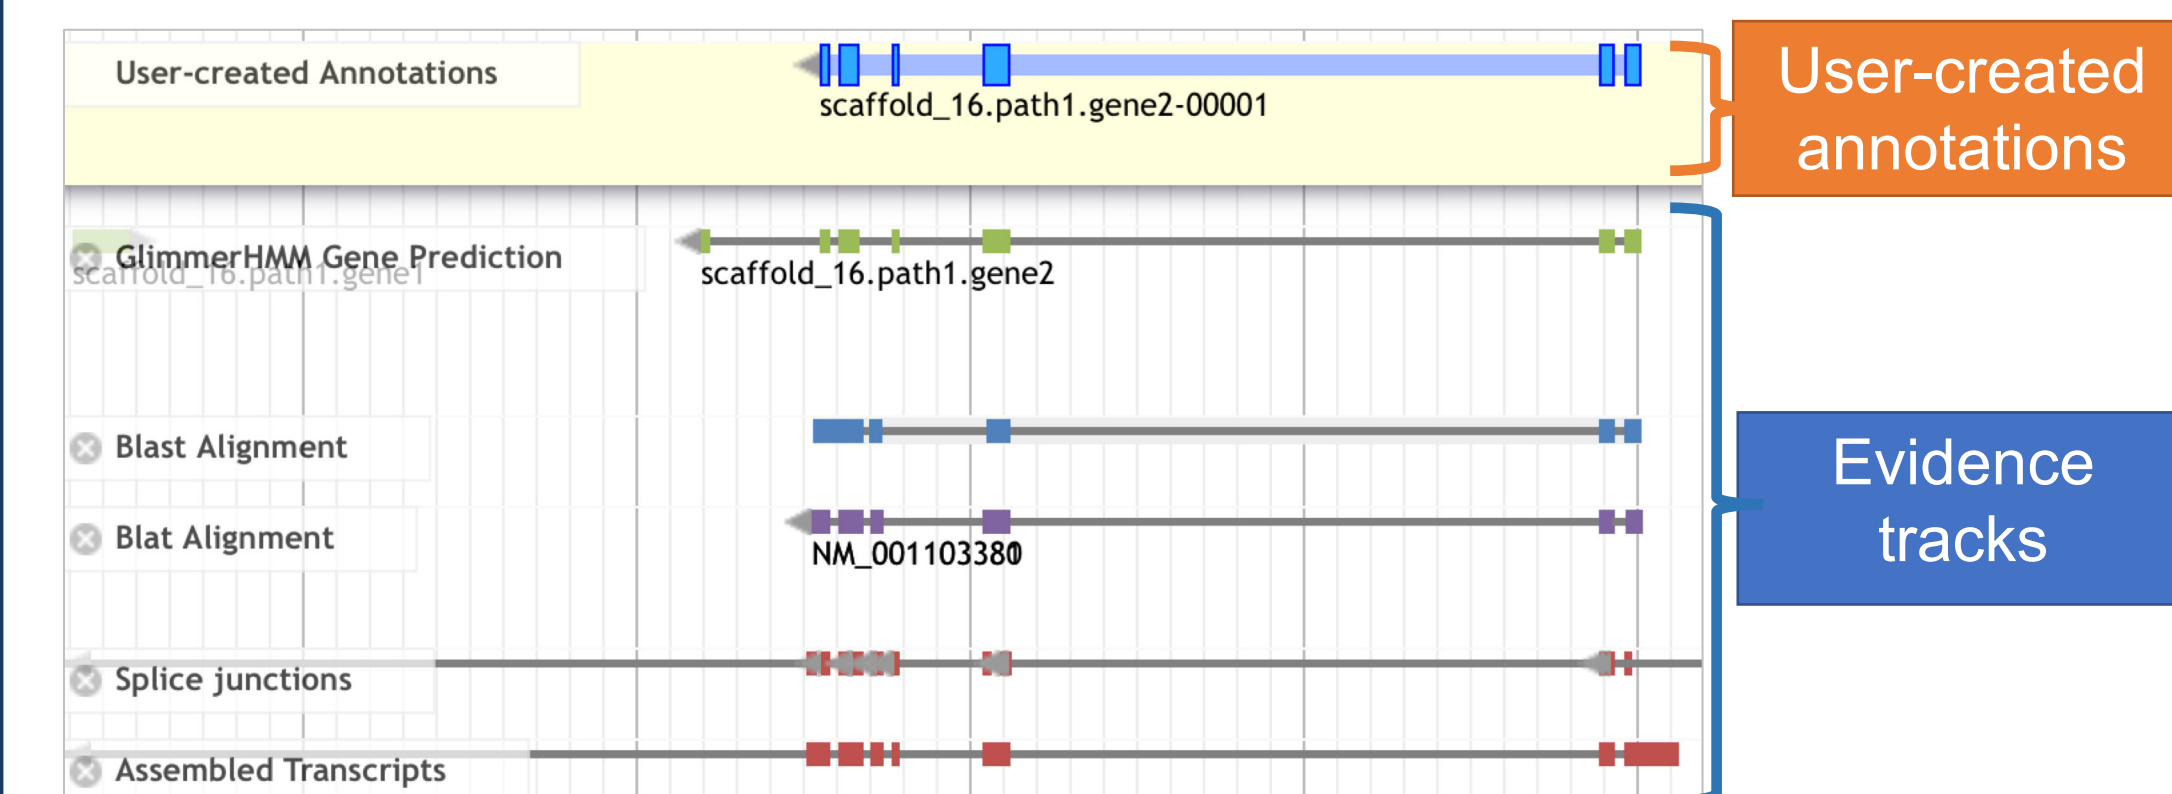 User-created Annotations
scaffold_16.path1.gene2-00001
User-created
annotations
GlimmerHMM Gene Prediction
scaffold_16.path1.gene1
scaffold_16.path1.gene2
Blast Alignment
Evidence
tracks
Blat Alignment
Splice junctions
Assembled Transcripts